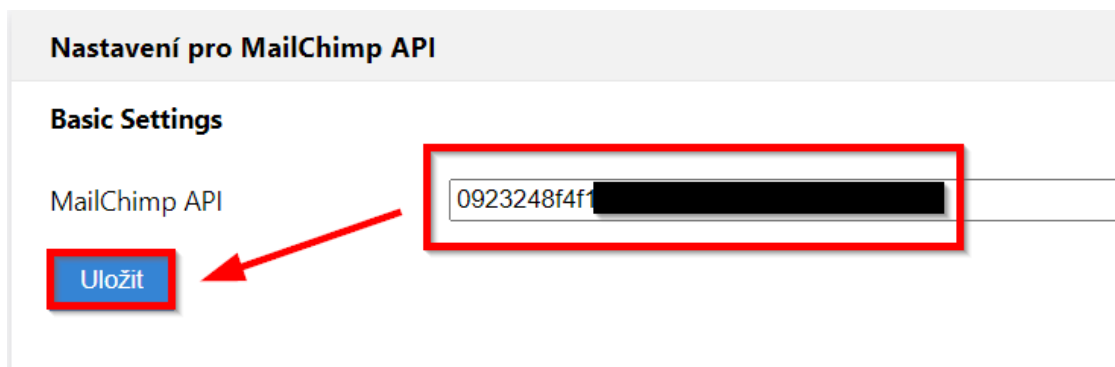 Nastavení pro MailChimp API
Basic Settings
MailChimp API
0923248f4f1
Uložit